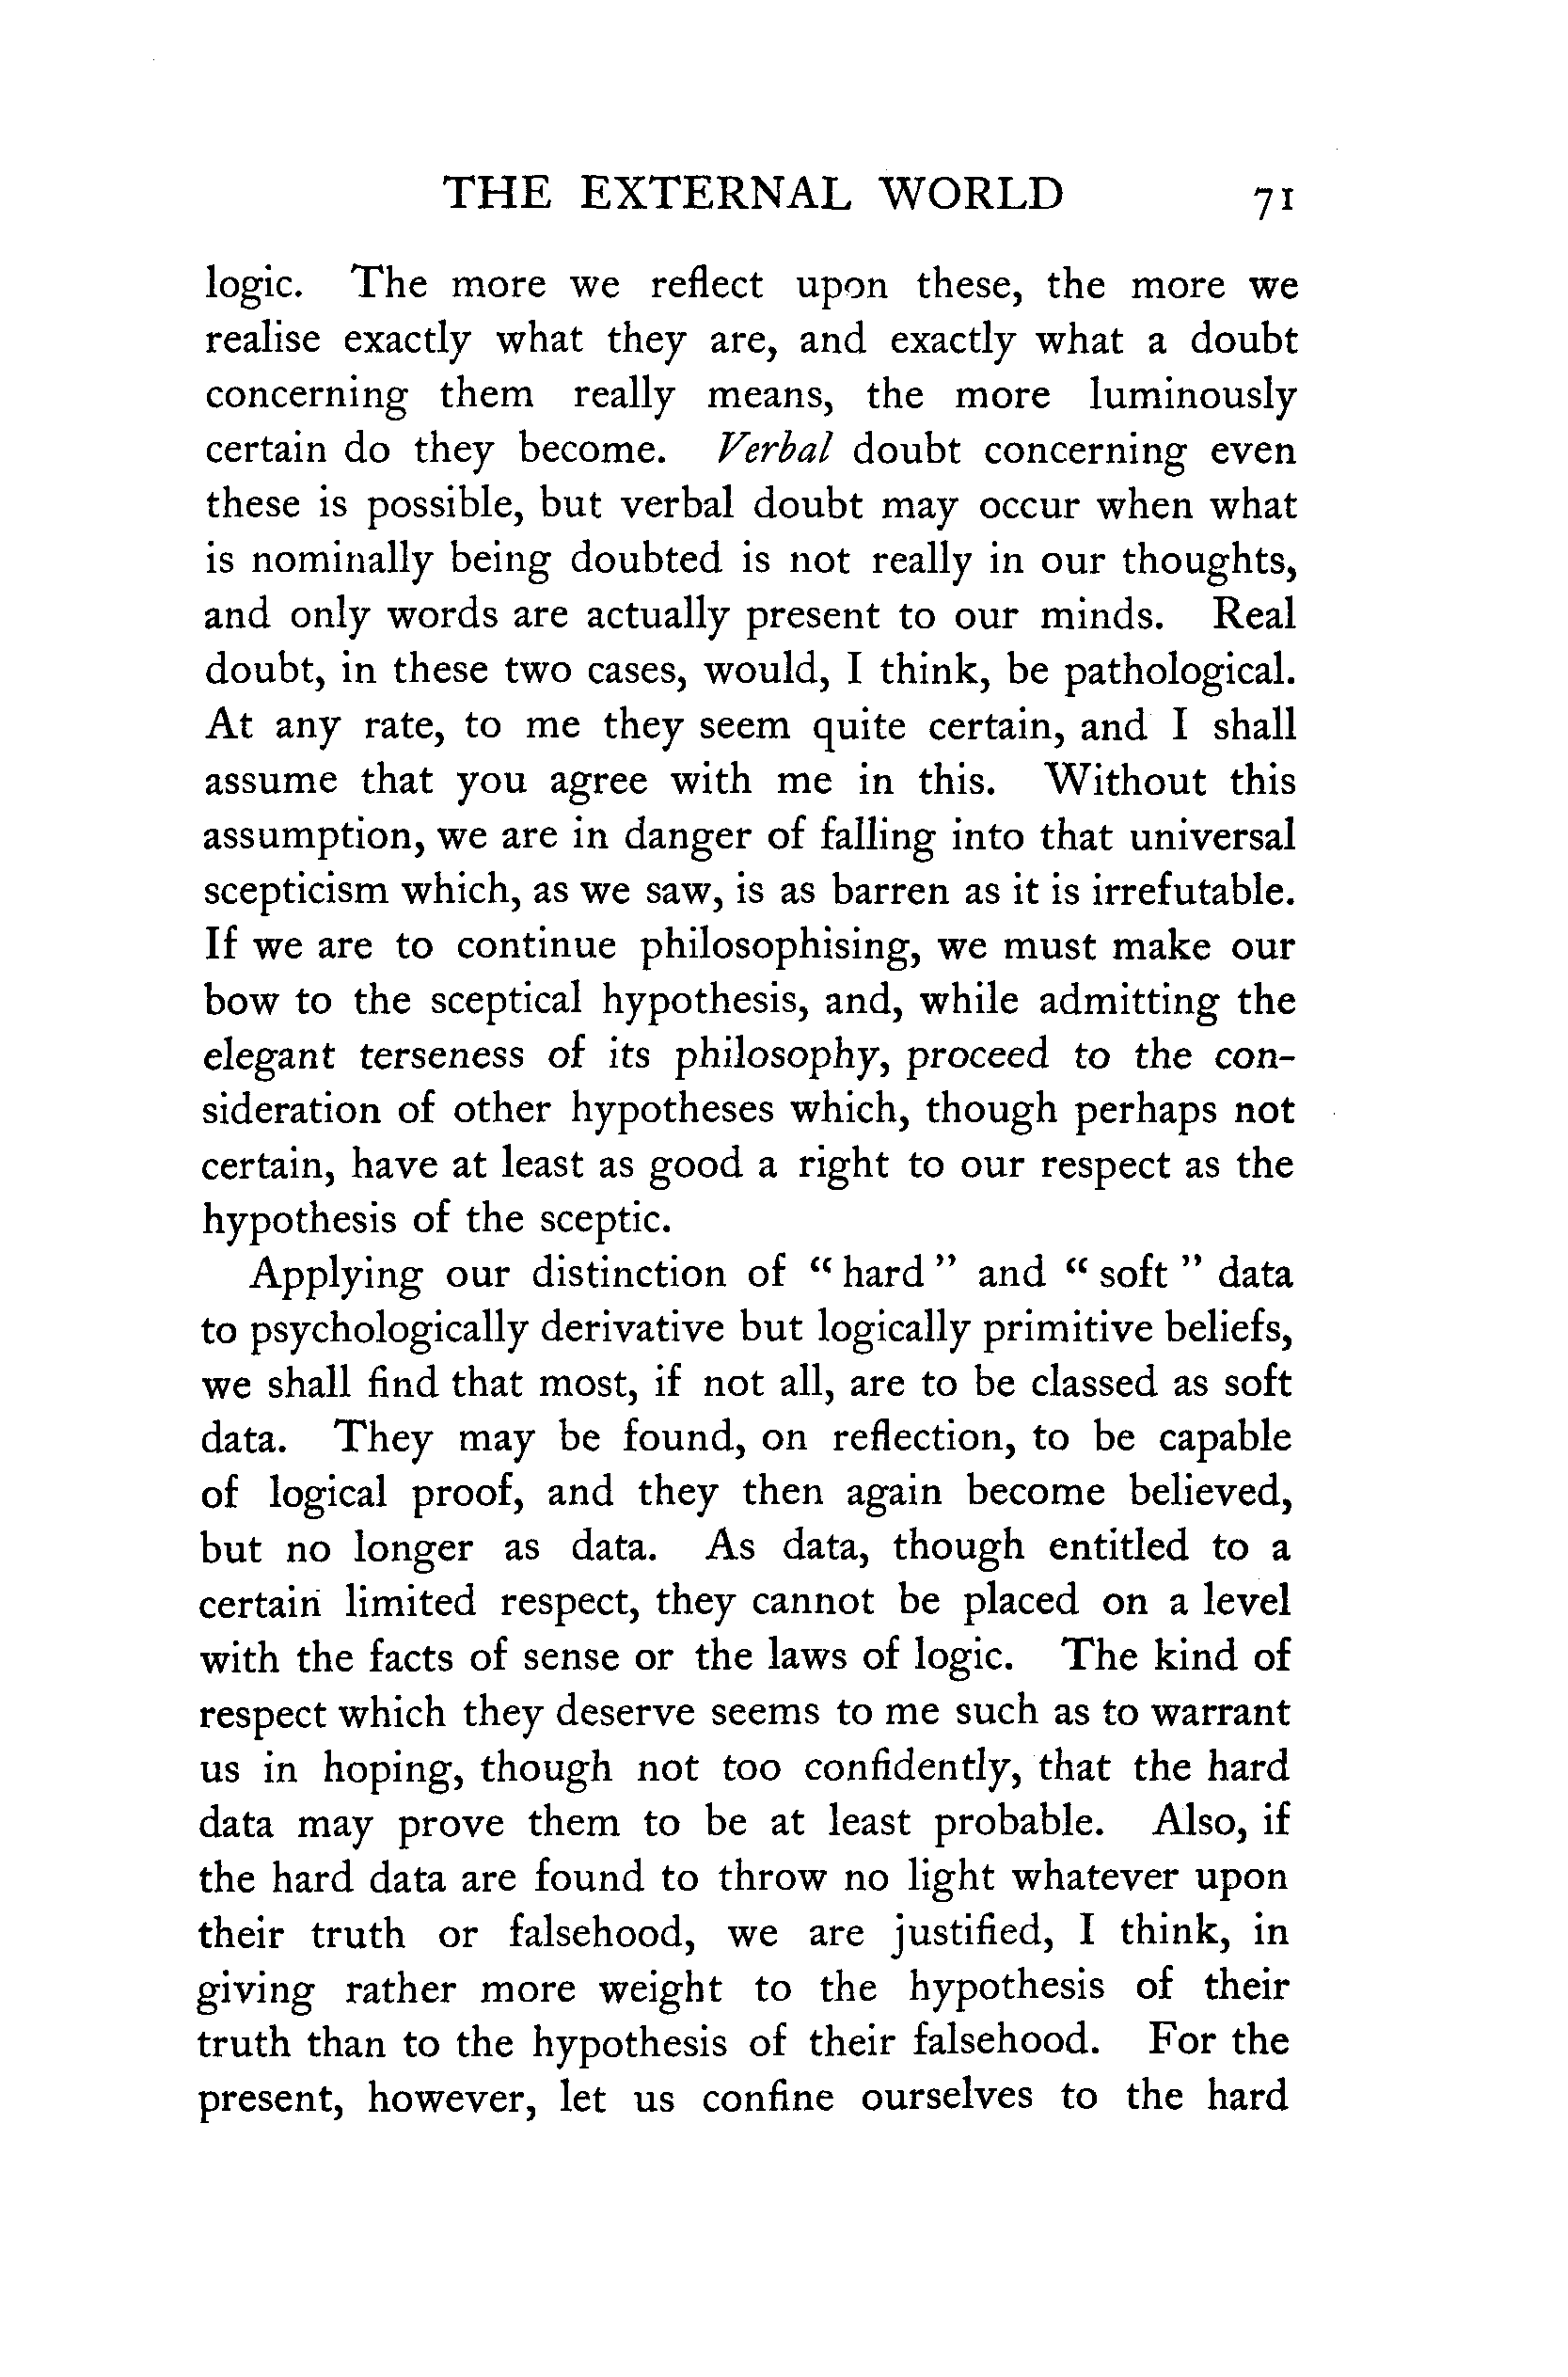 THE EXTERNAL WORLD 71
logic. The more we reflect upon these, the more we
realise exactly what they are, and exactly what a doubt
concerning them really means, the more luminously
certain do they become. Verbal doubt concerning even
these is possible, but verbal doubt may occur when what
is nominally being doubted is not really in our thoughts,
and only words are actually present to our minds. Real
doubt, in these two cases, would, I think, be pathological.
At any rate, to me they seem quite certain, and I shall
assume that you agree with me in this. Without this
assumption, we are in danger of falling into that universal
scepticism which, as we saw, is as barren as it is irrefutable.
If we are to continue philosophising, we must make our
bow to the sceptical hypothesis, and, while admitting the
elegant terseness of its philosophy, proceed to the con-
sideration of other hypotheses which, though perhaps not
certain, have at least as good a right to our respect as the
hypothesis of the sceptic.
Applying our distinction of “ hard ” and “ soft ” data
to psychologically derivative but logically primitive beliefs,
we shall find that most, if not all, are to be classed as soft
data. They may be found, on reflection, to be capable
of logical proof, and they then again become believed,
but no longer as data. As data, though entitled to a
certain limited respect, they cannot be placed on a level
with the facts of sense or the laws of logic. The kind of
respect which they deserve seems to me such as to warrant
us in hoping, though not too confidently, that the hard
data may prove them to be at least probable. Also, if
the hard data are found to throw no light whatever upon
their truth or falsehood, we are justified, I think, in
giving rather more weight to the hypothesis of their
truth than to the hypothesis of their falsehood. For the
present, however, let us confine ourselves to the hard